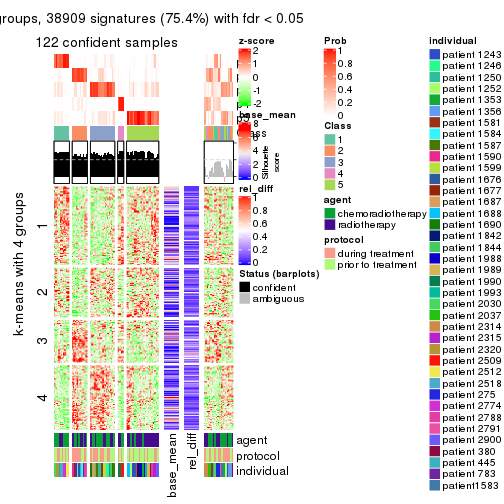 groups, 38909 signatures (75.4%) with fdr < 0.05
122 confident samples
k-means with 4 groups
1
2
3
4
agent
protocol
individual
base_mean
rel_diff
z-score
2
1
0
-1
-2
base_mean
8
6
4
2
0
Silhouette
score
rel_diff
1
0.8
0.6
0.4
0.2
0
Status (barplots)
confident
ambiguous
Prob
1
0.8
0.6
0.4
0.2
0
Class
1
2
3
4
5
agent
chemoradiotherapy
radiotherapy
protocol
during treatment
prior to treatment
individual
patient 1243
patient 1246
patient 1250
patient 1252
patient 1353
patient 1356
patient 1581
patient 1584
patient 1587
patient 1590
patient 1599
patient 1676
patient 1677
patient 1687
patient 1688
patient 1690
patient 1842
patient 1844
patient 1988
patient 1989
patient 1990
patient 1993
patient 2030
patient 2037
patient 2314
patient 2315
patient 2320
patient 2509
patient 2512
patient 2518
patient 275
patient 2774
patient 2788
patient 2791
patient 2900
patient 380
patient 445
patient 783
patient1583